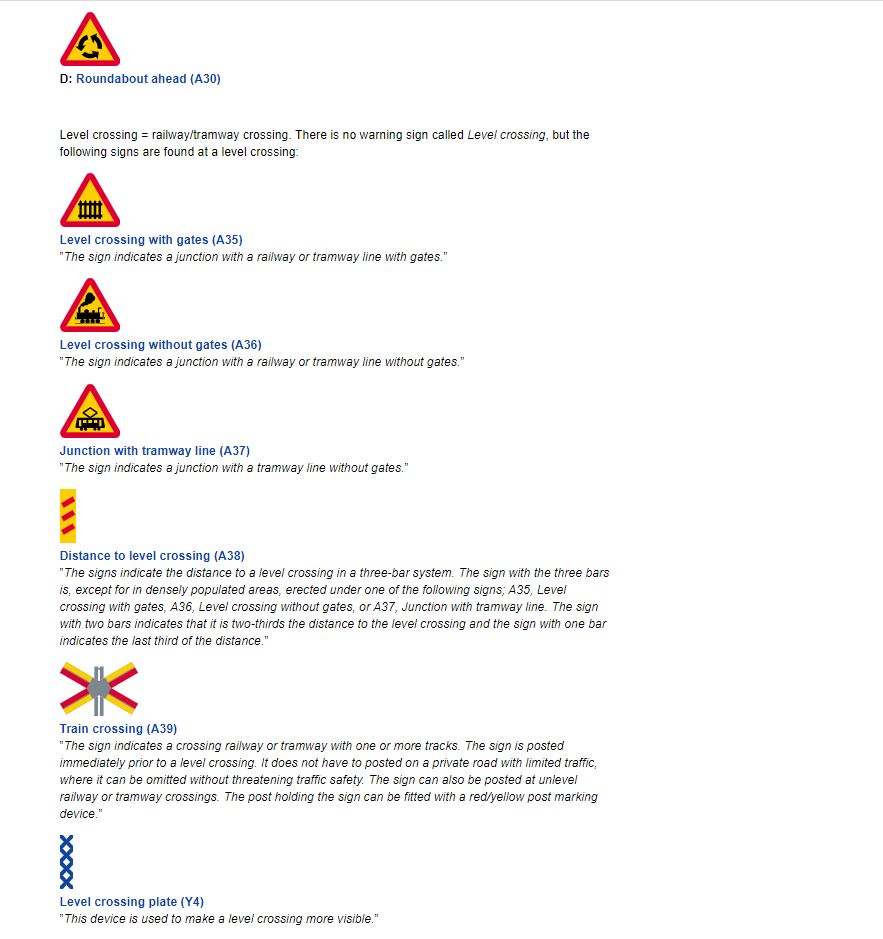 D: Roundabout ahead (A30)
Level crossing = railway/tramway crossing. There is no warning sign called Level crossing, but the
following signs are found at a level crossing:
Level crossing with gates (A35)
"The sign indicates a junction with a railway or tramway line with gates."
Level crossing without gates (A36)
"The sign indicates a junction with a railway or tramway line without gates."
Junction with tramway line (A37)
"The sign indicates a junction with a tramway line without gates."
Distance to level crossing (A38)
"The signs indicate the distance to a level crossing in a three-bar system. The sign with the three bars
is, except for in densely populated areas, erected under one of the following signs; A35, Level
crossing with gates, A36, Level crossing without gates, or A37, Junction with tramway line. The sign
with two bars indicates that it is two-thirds the distance to the level crossing and the sign with one bar
indicates the last third of the distance."
Train crossing (A39)
"The sign indicates a crossing railway or tramway with one or more tracks. The sign is posted
immediately prior to a level crossing. It does not have to posted on a private road with limited traffic,
where it can be omitted without threatening traffic safety. The sign can also be posted at unlevel
railway or tramway crossings. The post holding the sign can be fitted with a red/yellow post marking
device."
Level crossing plate (Y4)
"This device is used to make a level crossing more visible."